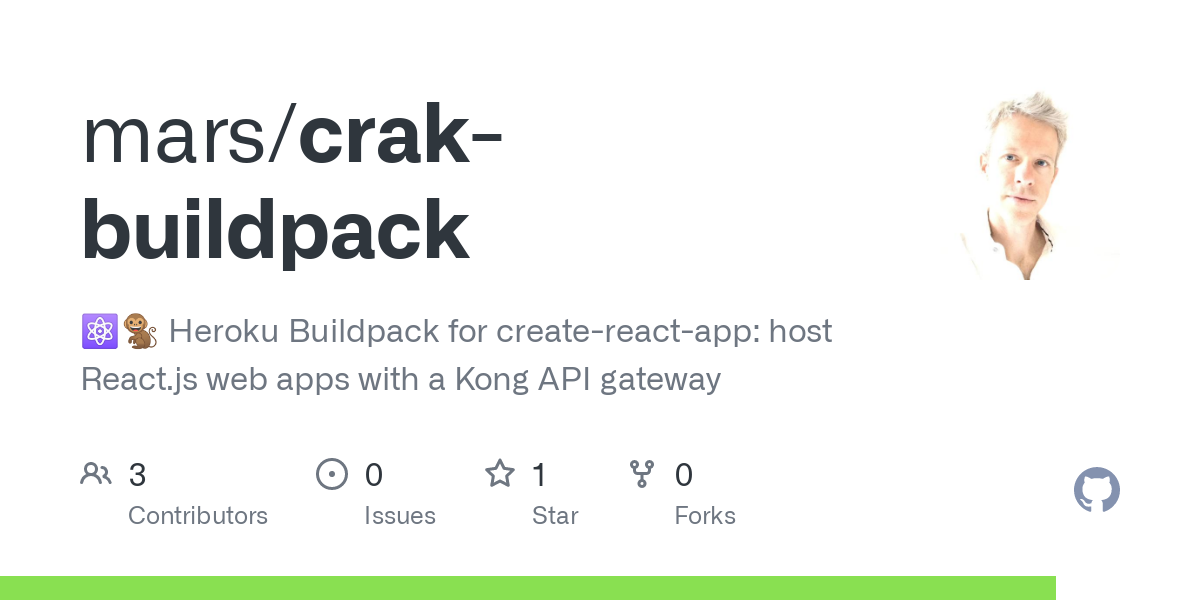 mars/crak-
buildpack
⚛️🐒 Heroku Buildpack for create-react-app: host
React.js web apps with a Kong API gateway
3 0 1 0
Contributors Issues Star Forks